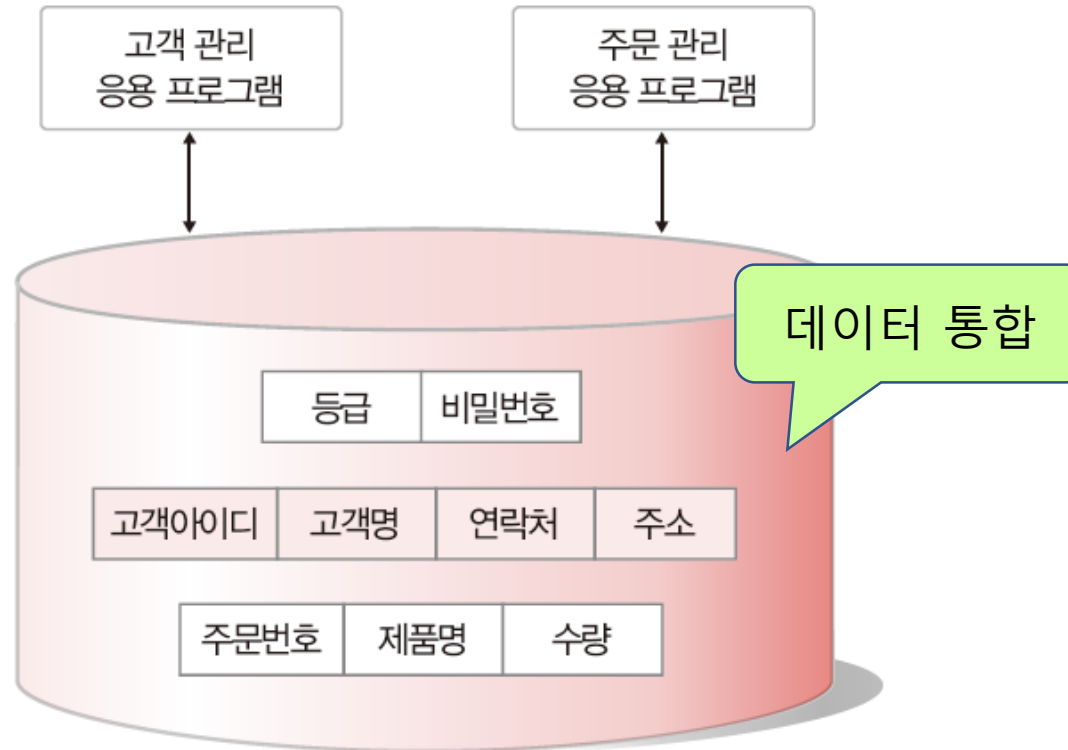 고객 관리
응용 프로그램
주문 관리
응용 프로그램
데이터 통합
등급 비밀번호
고객아이디 고객명 연락처 주소
주문번호 제품명 수량